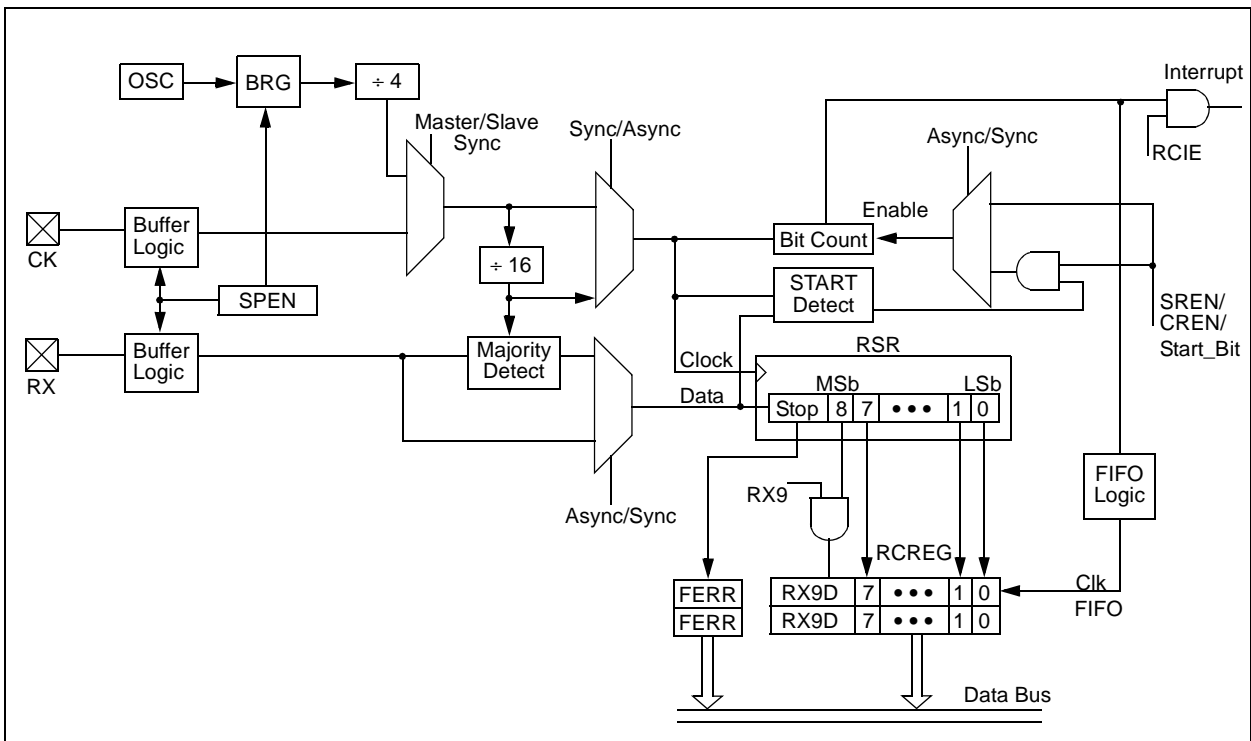 OSC
BRG
÷ 4
Interrupt
Master/Slave
Sync
Sync/Async
Async/Sync
RCIE
CK
Buffer
Logic
÷ 16
Enable
Bit Count
SPEN
START
Detect
SREN/
CREN/
Start_Bit
RX
Buffer
Logic
Majority
Detect
Clock
RSR
Data
MSb
LSb
Stop 8 7 • • • 1 0
Async/Sync
RX9
FIFO
Logic
RCREG
FERR
RX9D 7 • • • 1 0
Clk
FIFO
FERR
RX9D 7 • • • 1 0
Data Bus